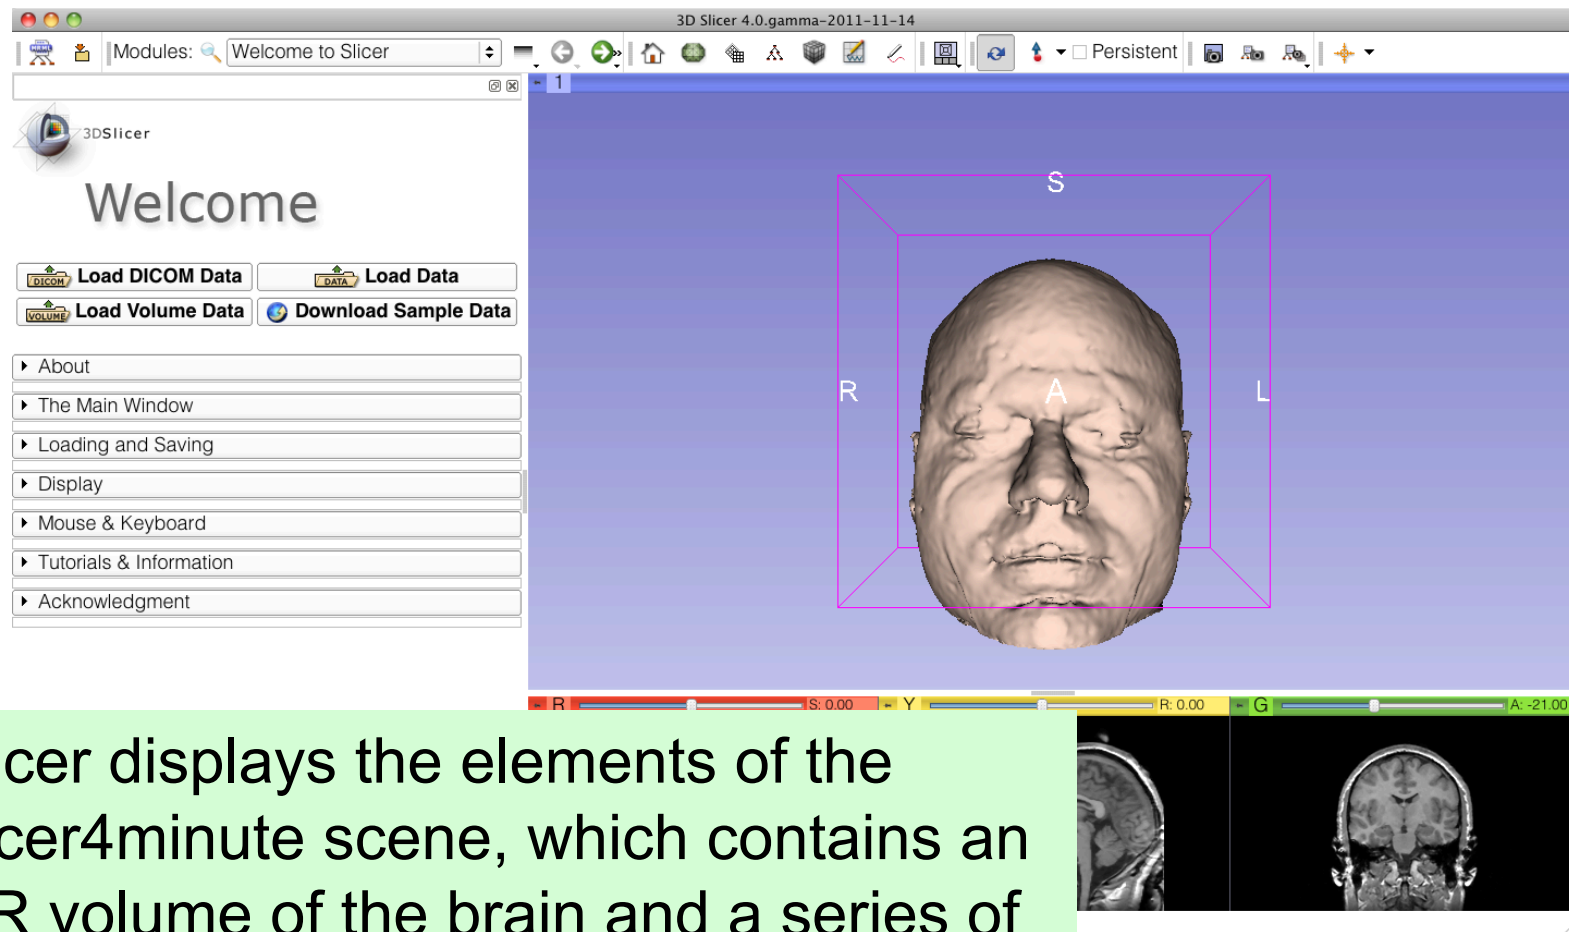 3D Slicer 4.0.gamma-2011-11-14
Modules: Welcome to Slicer Persistent
1
3DSlicer
Welcome
DICOM Load DICOM Data DATA Load Data
VOLUME Load Volume Data Download Sample Data
About
The Main Window
Loading and Saving
Display
Mouse & Keyboard
Tutorials & Information
Acknowledgment
S
R A L
R S: 0.00 Y R: 0.00 G A: -21.00
cer displays the elements of the
cer4minute scene, which contains an
R volume of the brain and a series of